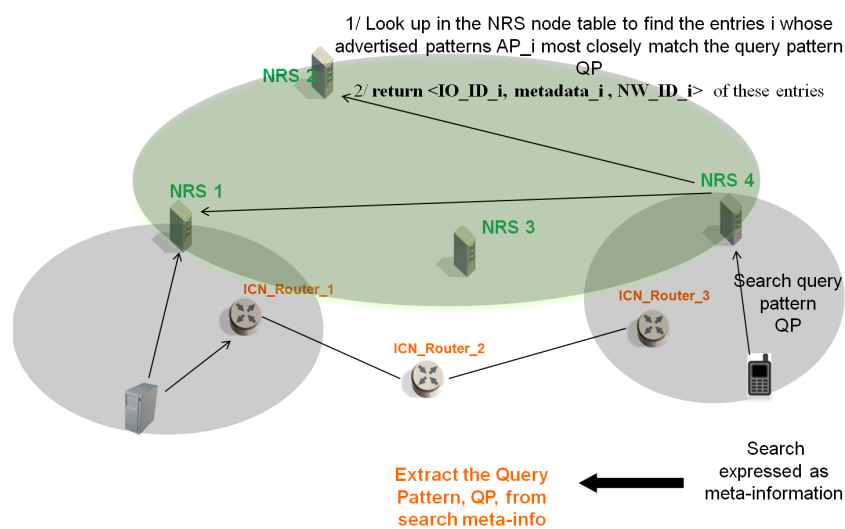 1/ Look up in the NRS node table to find the entries i whose
advertised patterns AP_i most closely match the query pattern
QP
NRS 2
2/ return <IO_ID_i, metadata_i , NW_ID_i> of these entries
NRS 1
NRS 4
NRS 3
Search query
pattern
QP
ICN_Router_1
ICN_Router_3
ICN_Router_2
Extract the Query
Pattern, QP, from
search meta-info
Search
expressed as
meta-information